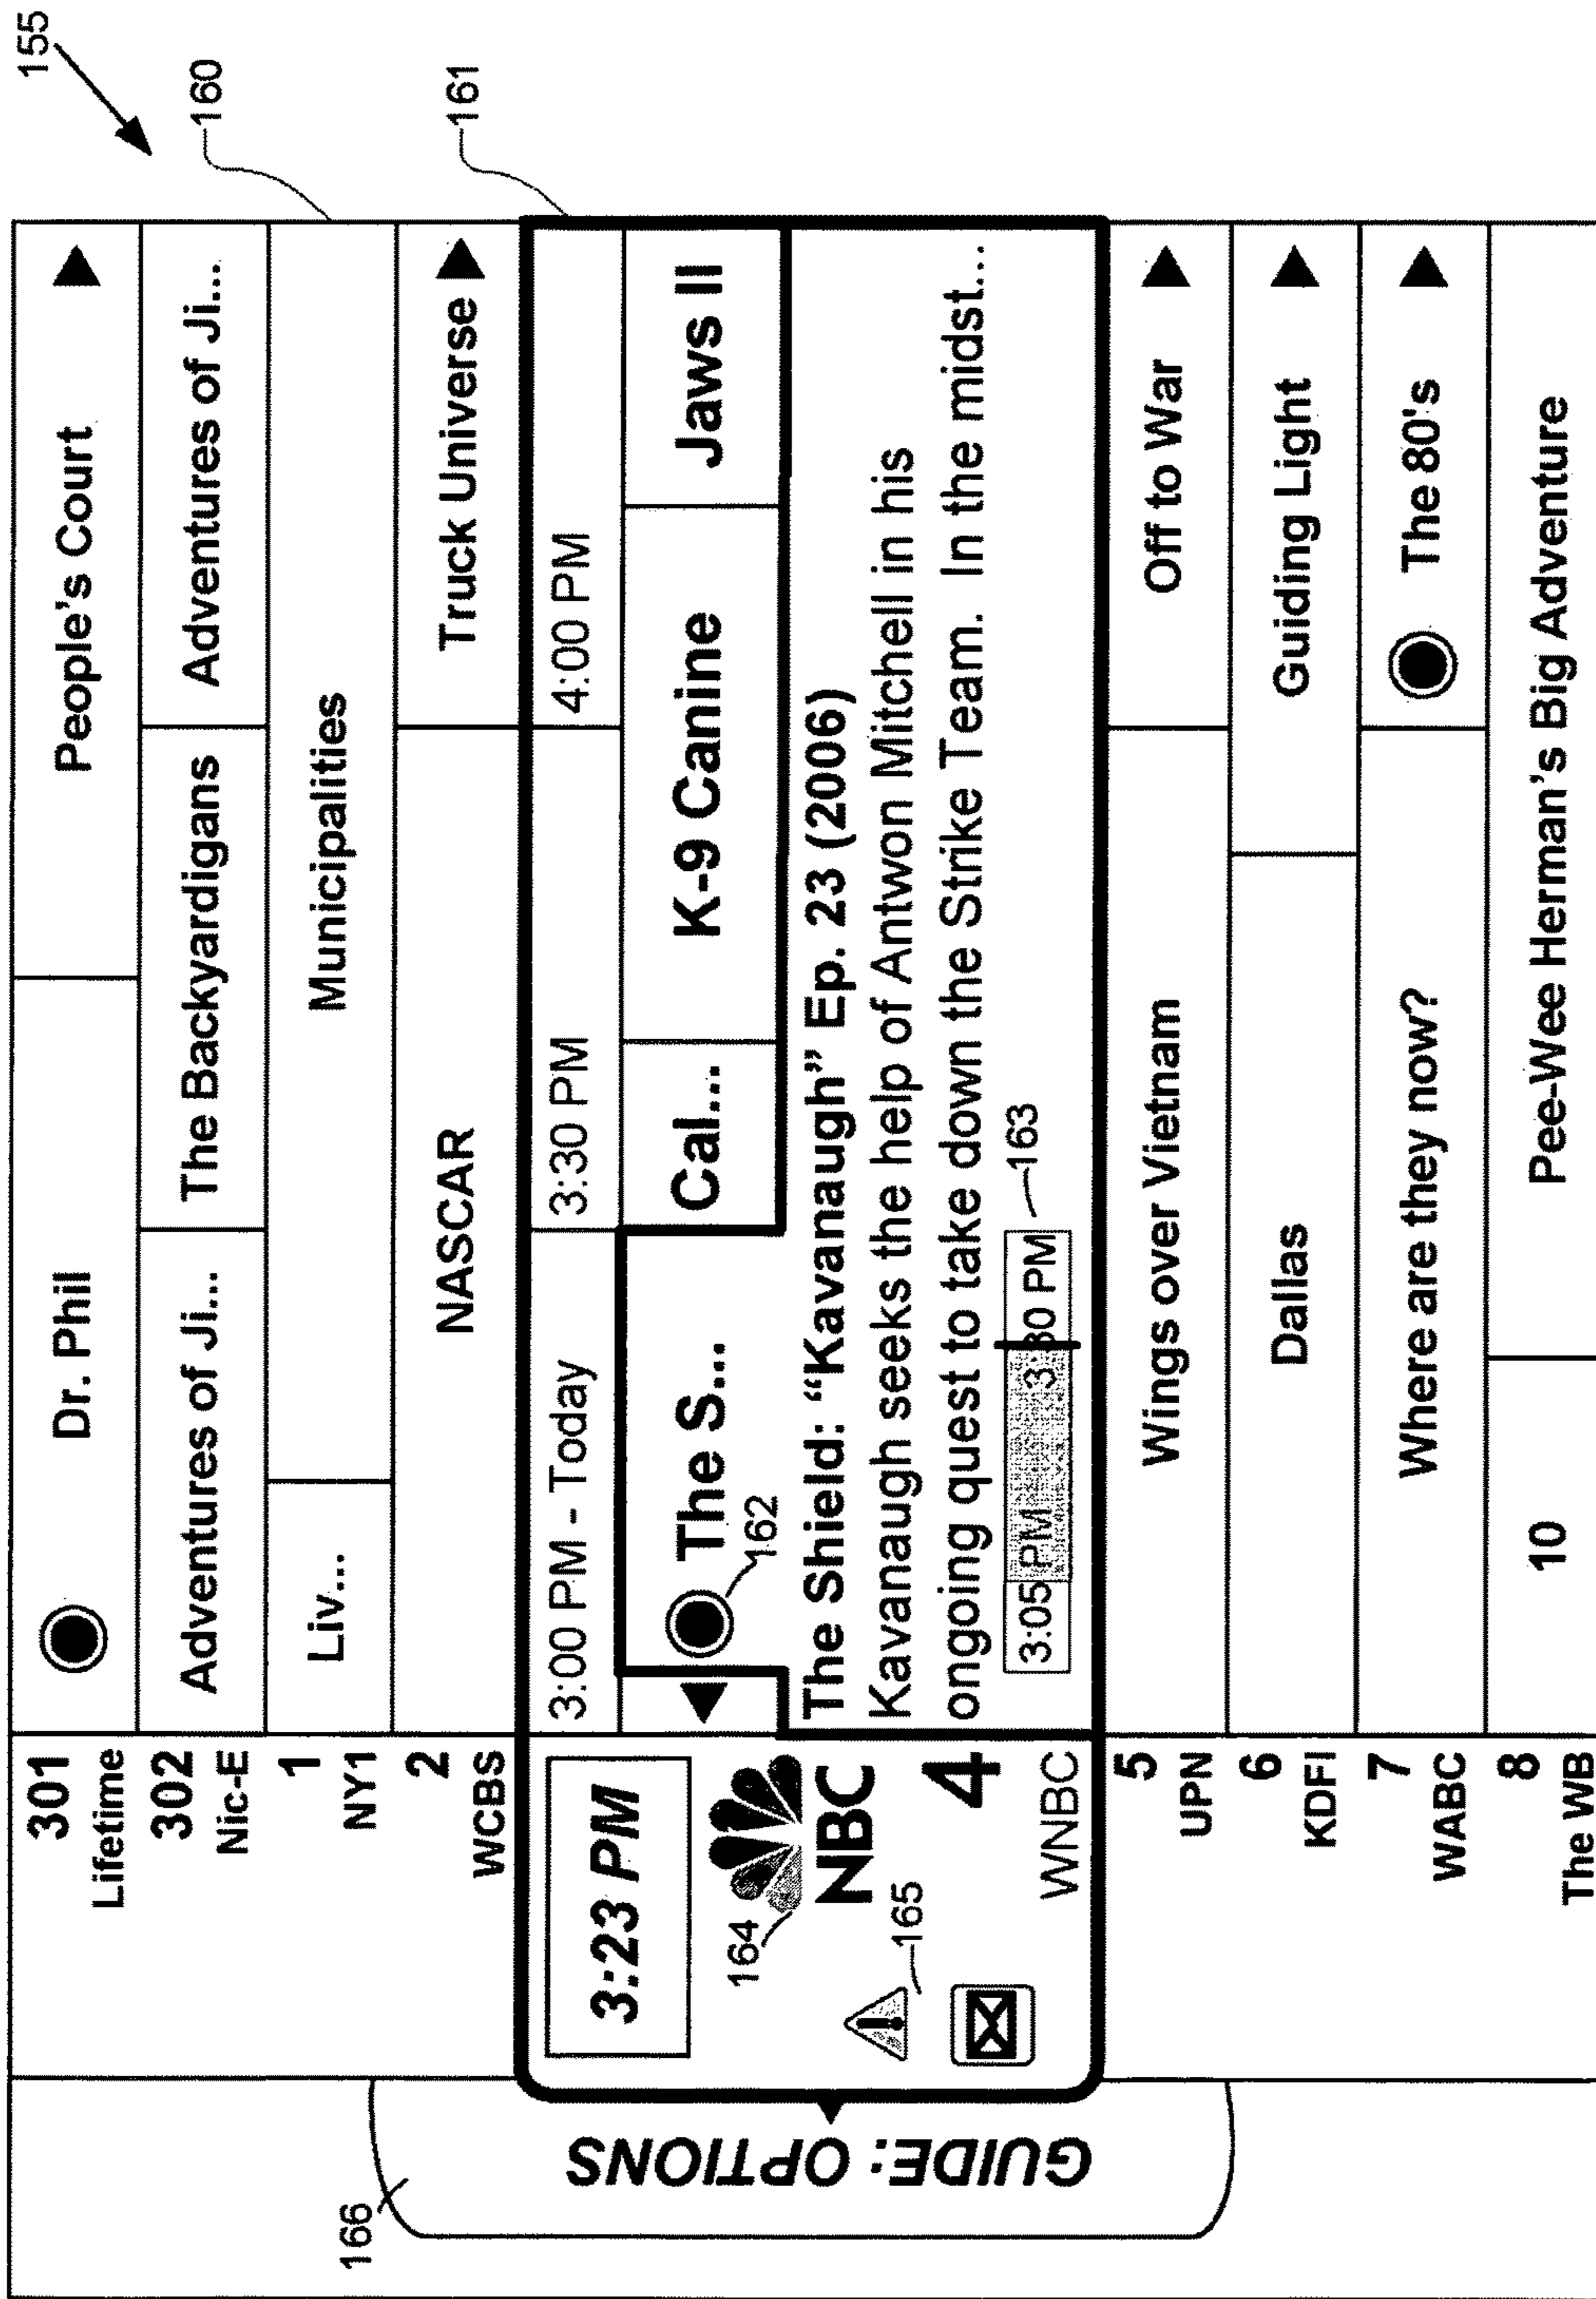 155
160
161
301
Lifetime
Dr. Phil
People's Court
302
Nic-E
Adventures of Ji...
The Backyardigans
Adventures of Ji...
1
NY1
Liv...
Municipalities
2
WCBS
NASCAR
Truck Universe
3:23 PM
3:00 PM - Today
3:30 PM
4:00 PM
The S...
Cal...
K-9 Canine
Jaws II
162
164
NBC
165
4
WNBC
The Shield: “Kavanaugh” Ep. 23 (2006)
Kavanaugh seeks the help of Antwon Mitchell in his
ongoing quest to take down the Strike Team. In the midst...
3:05 PM 3:30 PM
163
GUIDE: OPTIONS
166
5
UPN
Wings over Vietnam
Off to War
6
KDFI
Dallas
Guiding Light
7
WABC
Where are they now?
The 80's
8
The WB
10
Pee-Wee Herman's Big Adventure